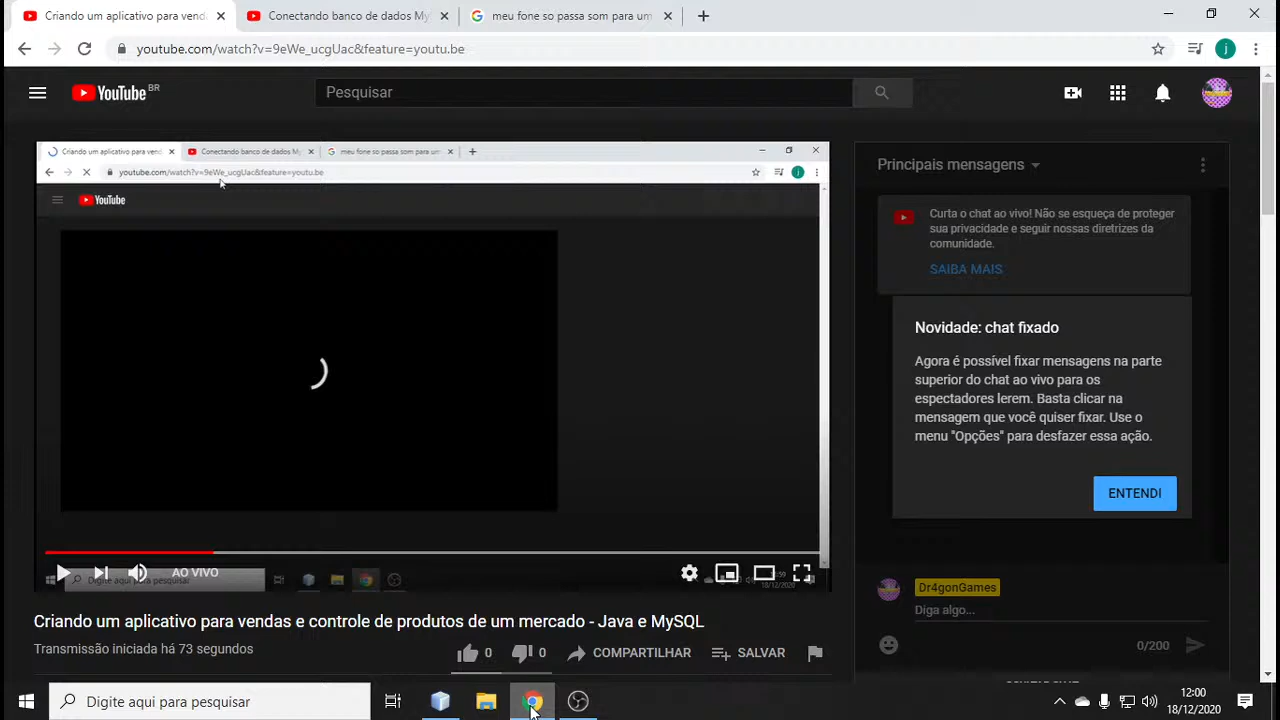 Criando um aplicativo para vend
Conectando banco de dados My
meu fone so passa som para um
youtube.com/watch?v=9eWe_ucgUac&feature=youtu.be
j
YouTube BR
Pesquisar
Criando um aplicativo para vend
Conectando banco de dados My
meu fone so passa som para um
youtube.com/watch?v=9eWe_ucgUac&feature=youtu.be
j
YouTube
Principais mensagens
Curta o chat ao vivo! Não se esqueça de proteger
sua privacidade e seguir nossas diretrizes da
comunidade.
SAIBA MAIS
Novidade: chat fixado
Agora é possível fixar mensagens na parte
superior do chat ao vivo para os
espectadores lerem. Basta clicar na
mensagem que você quiser fixar. Use o
menu "Opções" para desfazer essa ação.
ENTENDI
AO VIVO
Digite aqui para pesquisar
18/12/2020
Dr4gonGames
Diga algo...
0/200
Criando um aplicativo para vendas e controle de produtos de um mercado - Java e MySQL
Transmissão iniciada há 73 segundos
0
0
COMPARTILHAR
SALVAR
Digite aqui para pesquisar
12:00
18/12/2020